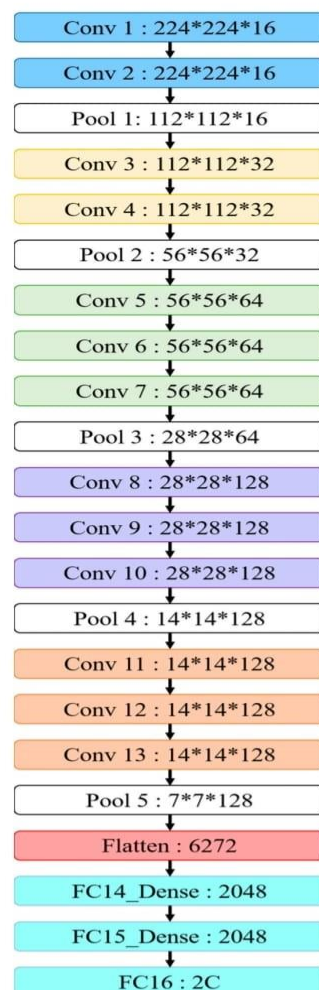 Conv 1 : 224*224*16
Conv 2 : 224*224*16
Pool 1: 112*112*16
Conv 3 : 112*112*32
Conv 4 : 112*112*32
Pool 2 : 56*56*32
Conv 5 : 56*56*64
Conv 6 : 56*56*64
Conv 7 : 56*56*64
Pool 3 : 28*28*64
Conv 8 : 28*28*128
Conv 9 : 28*28*128
Conv 10 : 28*28*128
Pool 4 : 14*14*128
Conv 11 : 14*14*128
Conv 12 : 14*14*128
Conv 13 : 14*14*128
Pool 5 : 7*7*128
Flatten : 6272
FC14_Dense : 2048
FC15_Dense : 2048
FC16 : 2C